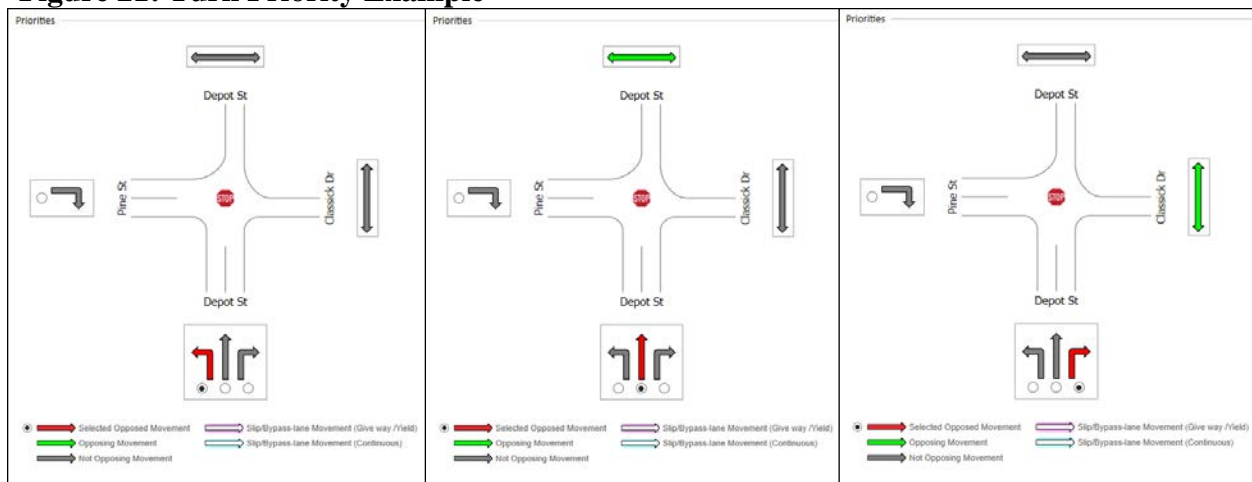 Priorities
Depot St
Pine St
STOP
Classick Dr
Depot St
Selected Opposed Movement
Slip/Bypass-lane Movement (Give way /Yield)
Opposing Movement
Slip/Bypass-lane Movement (Continuous)
Not Opposing Movement
Priorities
Depot St
Pine St
STOP
Classick Dr
Depot St
Selected Opposed Movement
Slip/Bypass-lane Movement (Give way /Yield)
Opposing Movement
Slip/Bypass-lane Movement (Continuous)
Not Opposing Movement
Priorities
Depot St
Pine St
STOP
Classick Dr
Depot St
Selected Opposed Movement
Slip/Bypass-lane Movement (Give way /Yield)
Opposing Movement
Slip/Bypass-lane Movement (Continuous)
Not Opposing Movement